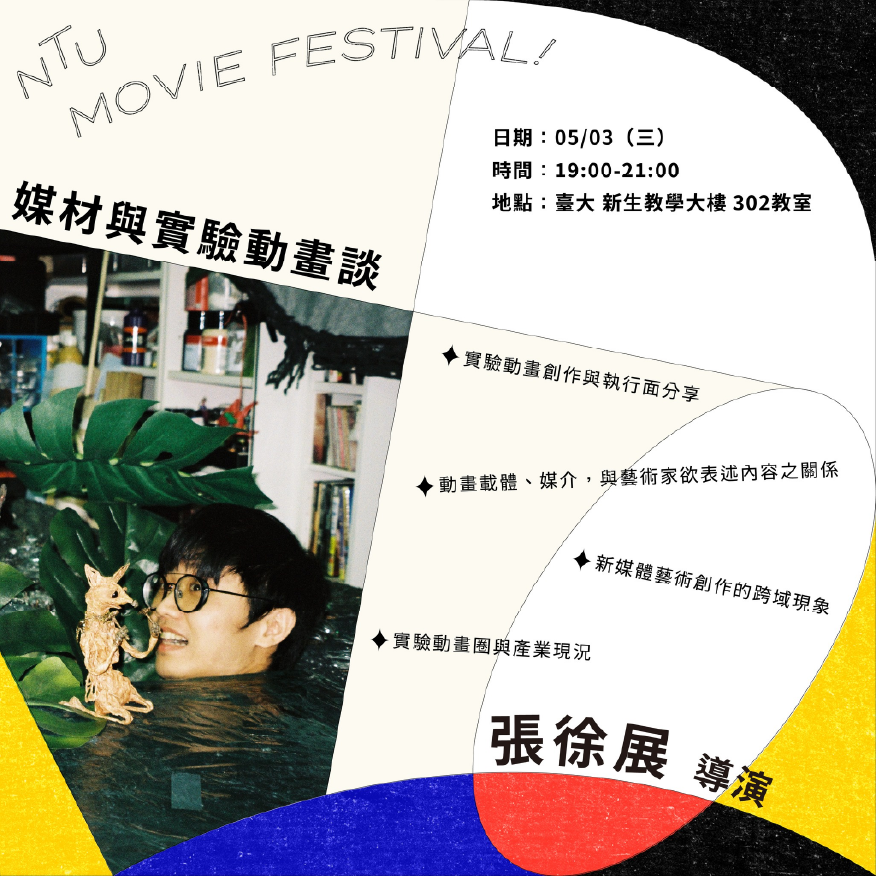 NTU
MOVIE FESTIVAL!
日期：05/03（三）
時間：19:00-21:00
地點：臺大 新生教學大樓 302教室
媒材與實驗動畫談
✦實驗動畫創作與執行面分享
✦動畫載體、媒介，與藝術家欲表述內容之關係
✦新媒體藝術創作的跨域現象
✦實驗動畫圈與產業現況
張徐展 導演